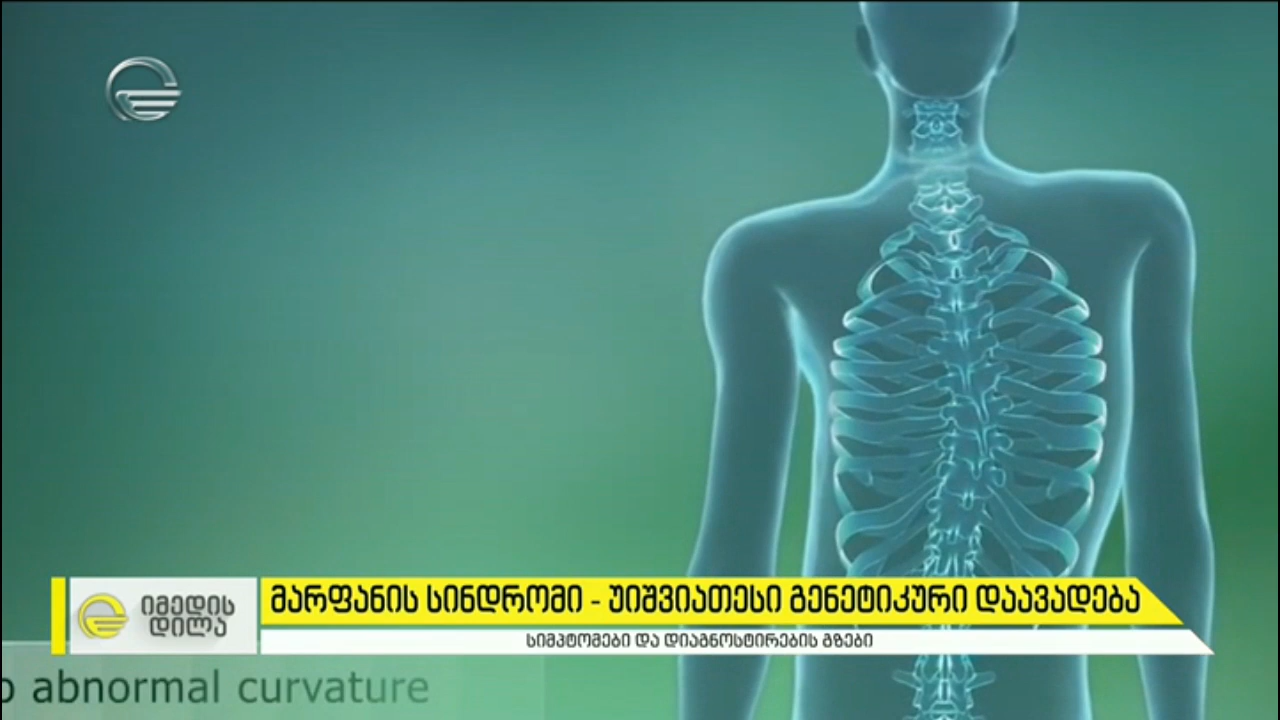 მარფანის სინდრომი - უიშვიათესი გენეტიკური დაავადება
იმედის
დილა
სიმპტომები და დიაგნოსტირების გზები
abnormal curvature